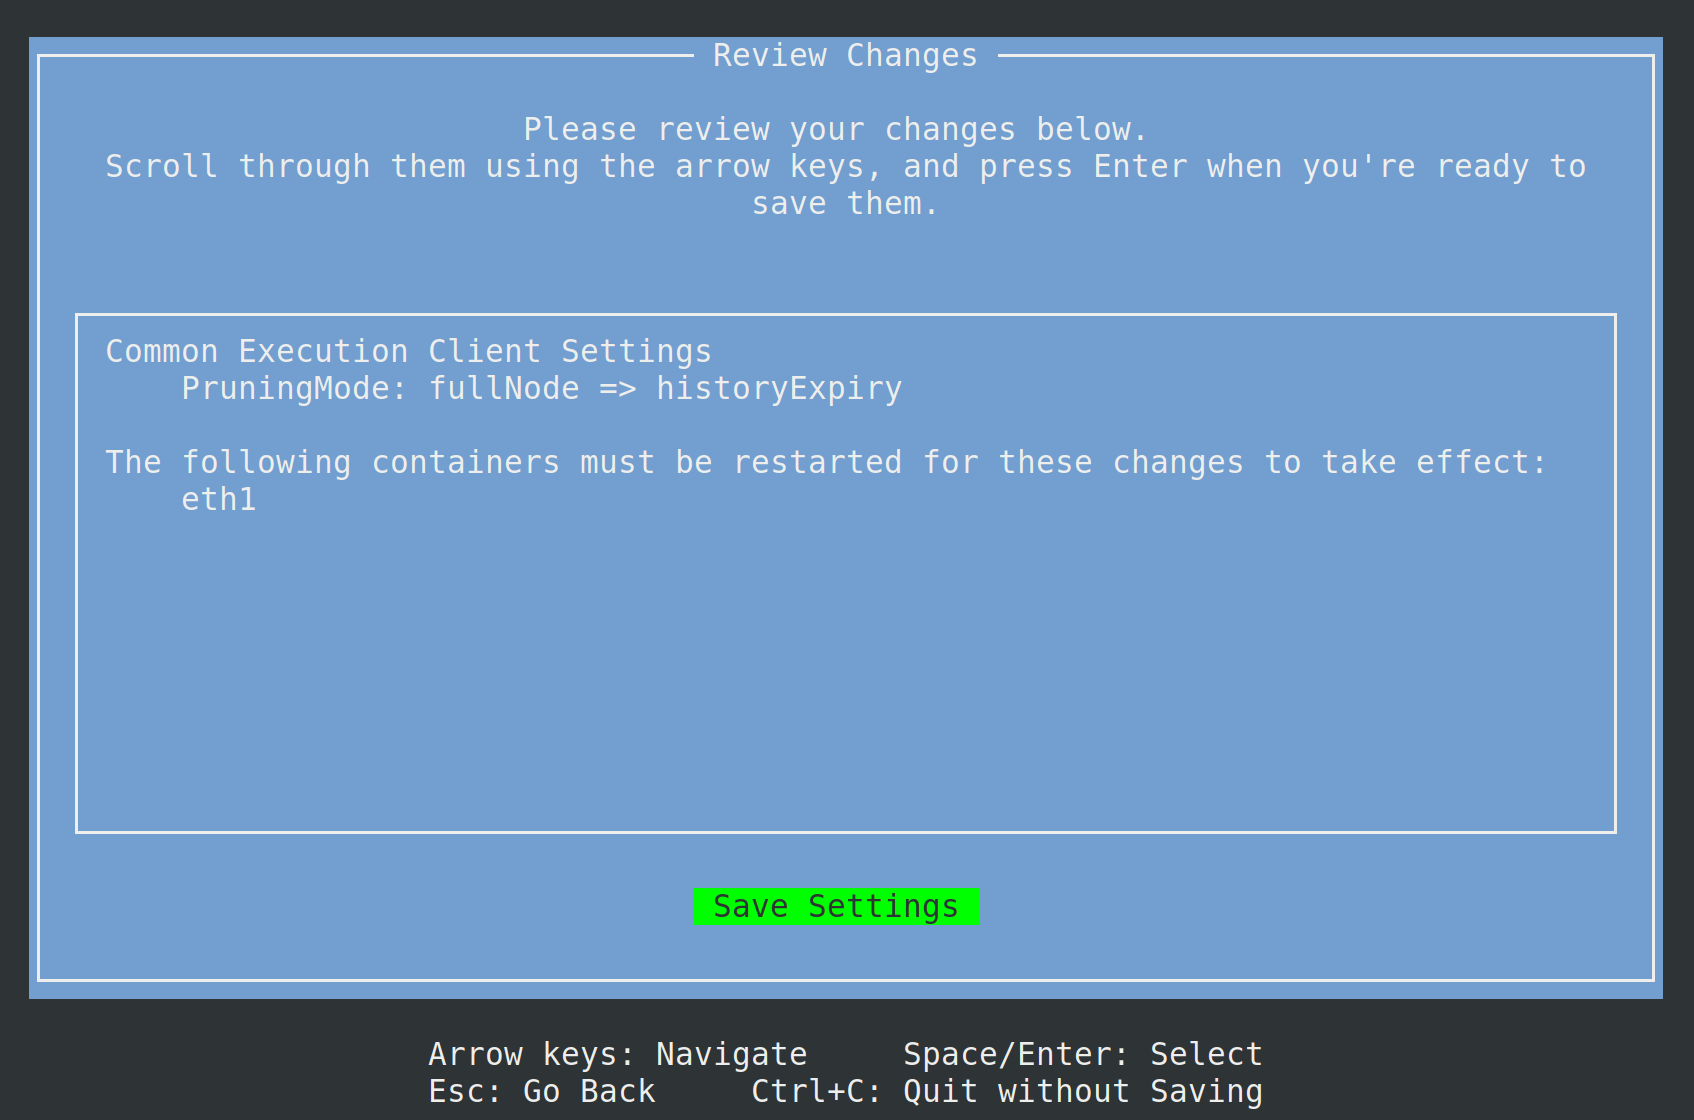 Review Changes
Please review your changes below.
Scroll through them using the arrow keys, and press Enter when you're ready to
save them.
Common Execution Client Settings
PruningMode: fullNode => historyExpiry
The following containers must be restarted for these changes to take effect:
eth1
Save Settings
Arrow keys: Navigate     Space/Enter: Select
Esc: Go Back     Ctrl+C: Quit without Saving